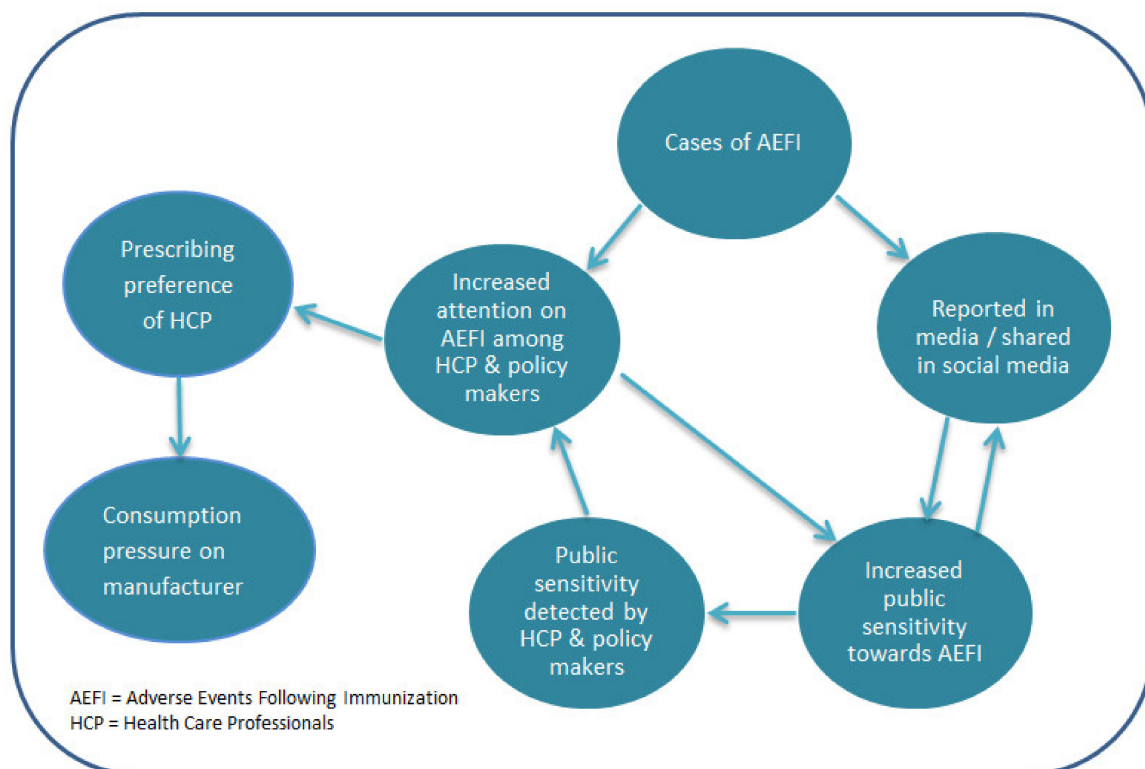 Cases of AEFI
Prescribing
preference
of HCP
Increased
attention on
AEFI among
HCP & policy
makers
Reported in
media / shared
in social media
Consumption
pressure on
manufacturer
Public
sensitivity
detected by
HCP & policy
makers
Increased
public
sensitivity
towards AEFI
AEFI = Adverse Events Following Immunization
HCP = Health Care Professionals